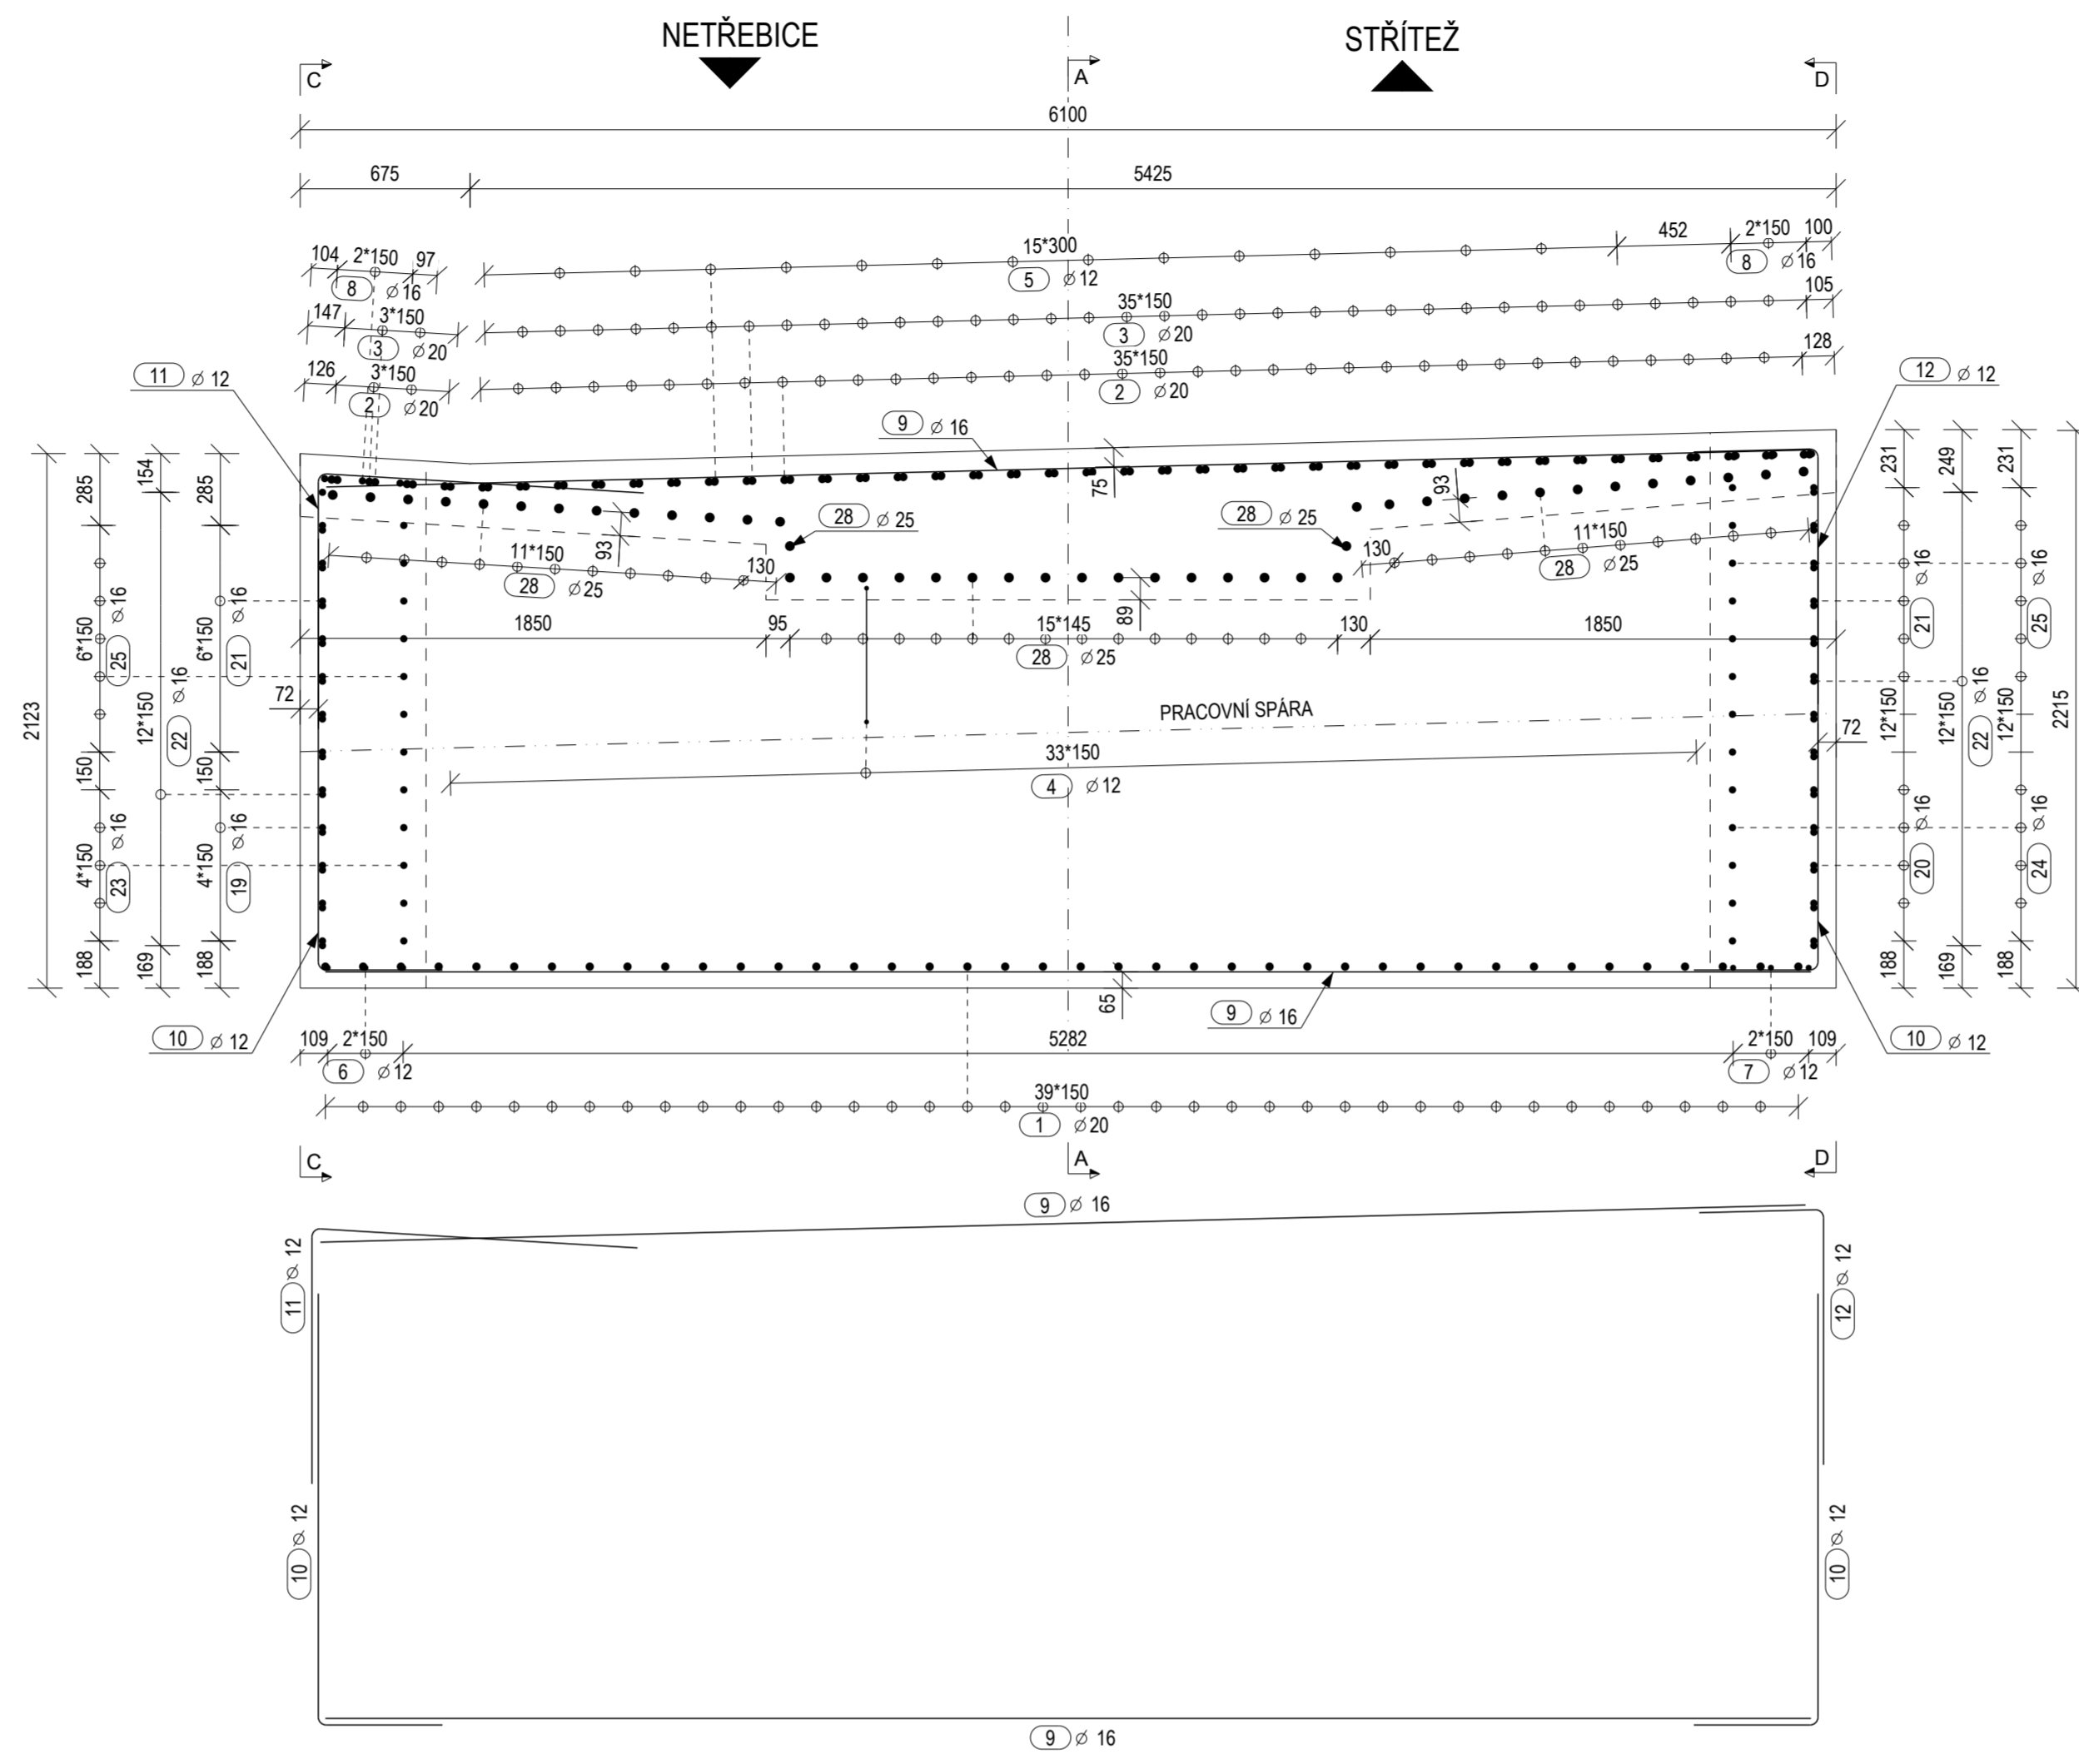 NETŘEBICE STŘÍTEŽ
C A D
6100
675 5425
104 2*150 97 15*300 452 2*150 100
8 ⌀16 5 ⌀12 8 ⌀16
147 3*150 35*150 105
3 ⌀20 3 ⌀20
126 3*150 35*150 128
2 ⌀20 2 ⌀20
11 ⌀ 12 12 ⌀ 12
9 ⌀ 16
75 93
28 ⌀ 25 28 ⌀ 25
93 11*150 130 130 11*150
28 ⌀25 28 ⌀25
89
1850 95 15*145 130 1850
28 ⌀25
72 PRACOVNÍ SPÁRA 72
33*150
4 ⌀12
2123
285 6*150 150 4*150 188
25 ⌀16 23 ⌀16
154 12*150 169
22 ⌀16
285 6*150 150 4*150 188
21 ⌀16 19 ⌀16
231 12*150 188
21 ⌀16 20 ⌀16
249 12*150 169
22 ⌀16
231 12*150 188
25 ⌀16 24 ⌀16
2215
65
9 ⌀ 16
10 ⌀ 12 10 ⌀ 12
109 2*150 5282 2*150 109
6 ⌀12 7 ⌀12
39*150
1 ⌀20
C A D
9 ⌀ 16
11 ⌀ 12 12 ⌀ 12
10 ⌀ 12 10 ⌀ 12
9 ⌀ 16